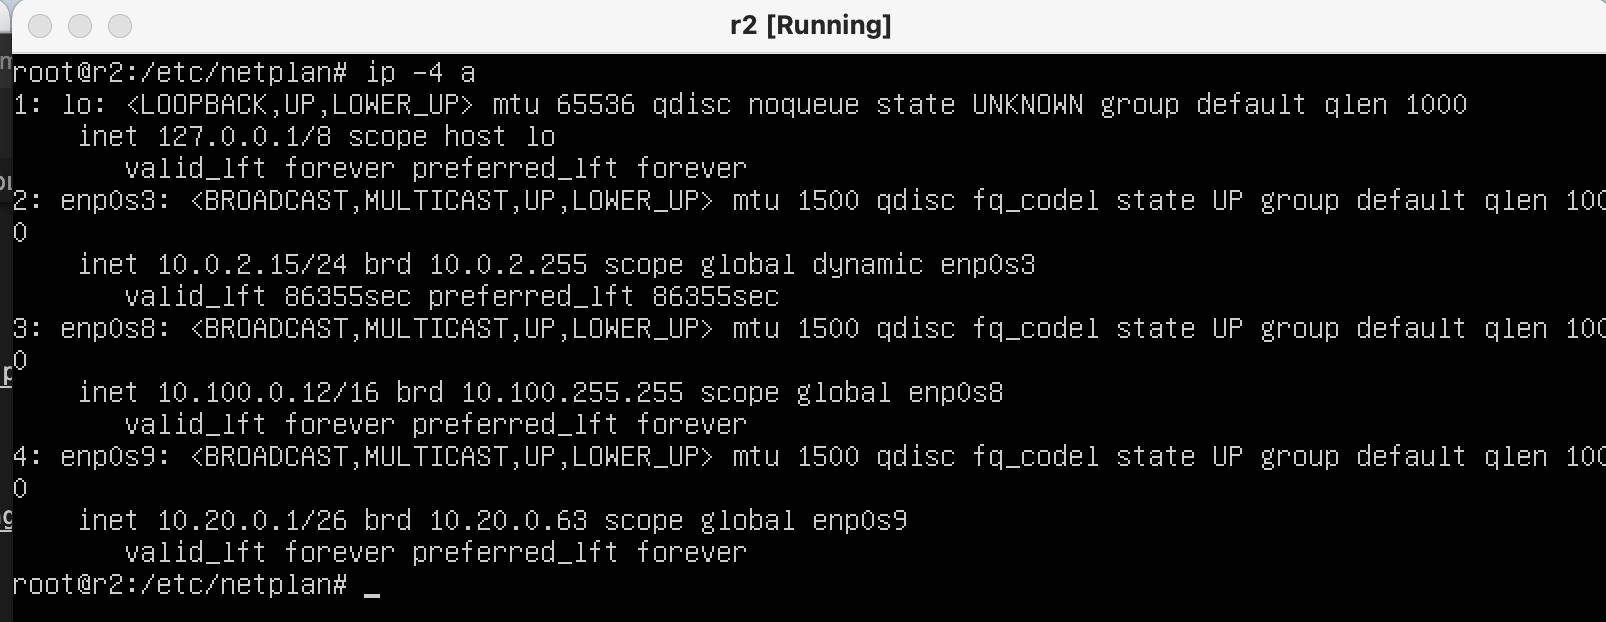 r2 [Running]
root@r2:/etc/netplan# ip -4 a
1: lo: <LOOPBACK,UP,LOWER_UP> mtu 65536 qdisc noqueue state UNKNOWN group default qlen 1000
    inet 127.0.0.1/8 scope host lo
       valid_lft forever preferred_lft forever
2: enp0s3: <BROADCAST,MULTICAST,UP,LOWER_UP> mtu 1500 qdisc fq_codel state UP group default qlen 100
0
    inet 10.0.2.15/24 brd 10.0.2.255 scope global dynamic enp0s3
       valid_lft 86355sec preferred_lft 86355sec
3: enp0s8: <BROADCAST,MULTICAST,UP,LOWER_UP> mtu 1500 qdisc fq_codel state UP group default qlen 100
0
    inet 10.100.0.12/16 brd 10.100.255.255 scope global enp0s8
       valid_lft forever preferred_lft forever
4: enp0s9: <BROADCAST,MULTICAST,UP,LOWER_UP> mtu 1500 qdisc fq_codel state UP group default qlen 100
0
    inet 10.20.0.1/26 brd 10.20.0.63 scope global enp0s9
       valid_lft forever preferred_lft forever
root@r2:/etc/netplan# _